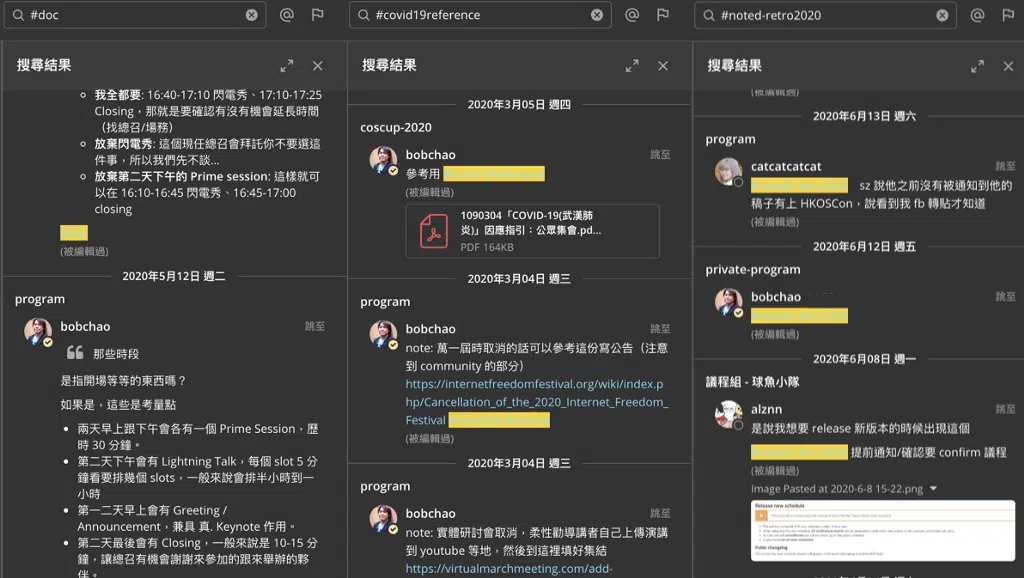 #doc
搜尋結果
我全都要: 16:40-17:10 閃電秀、17:10-17:25
Closing，那就是要確認有沒有機會延長時間
（找總召/場務）
放棄閃電秀: 這個現任總召會拜託你不要選這
件事，所以我們先不談...
放棄第二天下午的 Prime session: 這樣就可
以在 16:10-16:45 閃電秀、16:45-17:00
closing
(被編輯過)
2020年5月12日 週二
program
bobchao
跳至
那些時段
是指開場等等的東西嗎？
如果是，這些是考量點
兩天早上跟下午會各有一個 Prime Session，歷
時 30 分鐘。
第二天下午會有 Lightning Talk，每個 slot 5 分
鐘看要排幾個 slots，一般來說會排半小時到一
小時
第一二天早上會有 Greeting /
Announcement，兼具 真. Keynote 作用。
第二天最後會有 Closing，一般來說是 10-15 分
鐘，讓總召有機會謝謝來參加的跟來舉辦的夥
伴。
#covid19reference
搜尋結果
2020年3月05日 週四
coscup-2020
bobchao
跳至
參考用
(被編輯過)
1090304「COVID-19(武漢肺
炎)」因應指引：公眾集會.pd...
PDF 164KB
2020年3月04日 週三
program
bobchao
跳至
note: 萬一屆時取消的話可以參考這份寫公告（注意
到 community 的部分）
https://internetfreedomfestival.org/wiki/index.p
hp/Cancellation_of_the_2020_Internet_Freedom_
Festival
(被編輯過)
2020年3月04日 週三
program
bobchao
跳至
note: 實體研討會取消，柔性勸導講者自己上傳演講
到 youtube 等地，然後到這裡填好集結
https://virtualmarchmeeting.com/add-
#noted-retro2020
搜尋結果
(被編輯過)
2020年6月13日 週六
program
catcatcatcat
跳至
sz 說他之前沒有被通知到他的
稿子有上 HKOSCon，說看到我 fb 轉貼才知道
(被編輯過)
2020年6月12日 週五
private-program
bobchao
跳至
(被編輯過)
2020年6月08日 週一
議程組 - 球魚小隊
alznn
跳至
是說我想要 release 新版本的時候出現這個
提前通知/確認要 confirm 議程
(被編輯過)
Image Pasted at 2020-6-8 15-22.png
Release new schedule
Public changelog